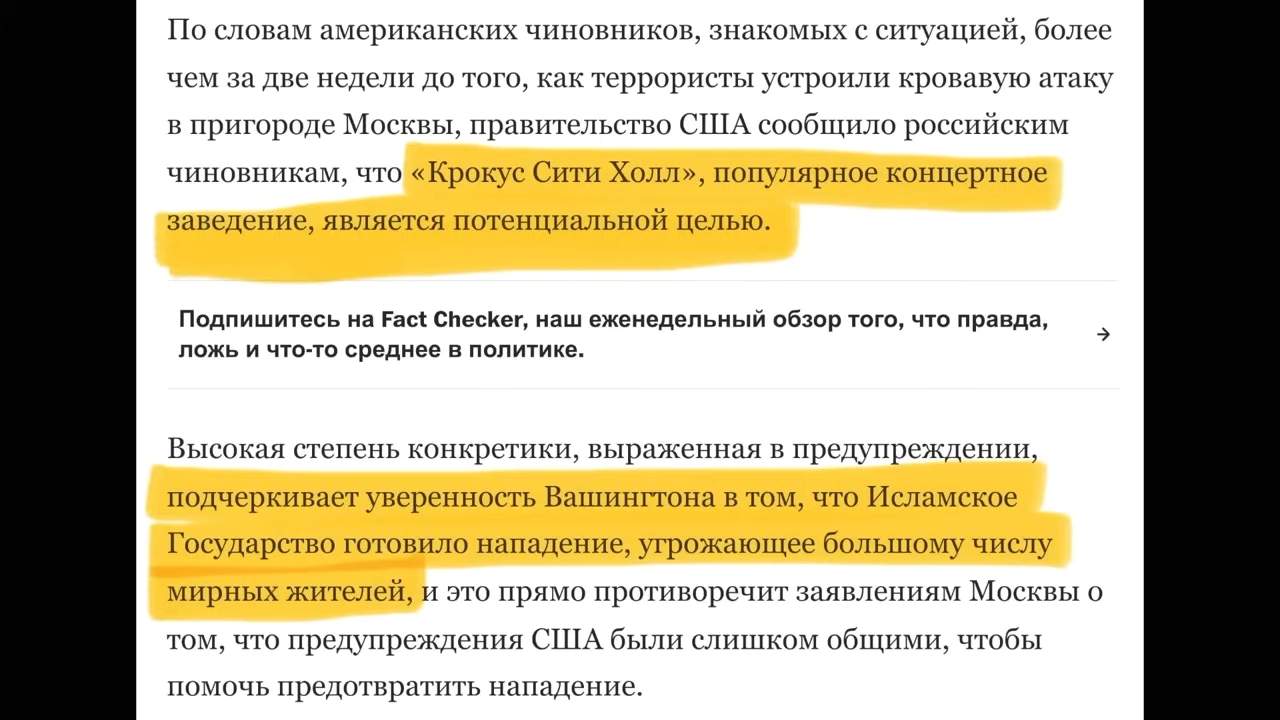 По словам американских чиновников, знакомых с ситуацией, более
чем за две недели до того, как террористы устроили кровавую атаку
в пригороде Москвы, правительство США сообщило российским
чиновникам, что «Крокус Сити Холл», популярное концертное
заведение, является потенциальной целью.
Подпишитесь на Fact Checker, наш еженедельный обзор того, что правда,
ложь и что-то среднее в политике.
Высокая степень конкретики, выраженная в предупреждении,
подчеркивает уверенность Вашингтона в том, что Исламское
Государство готовило нападение, угрожающее большому числу
мирных жителей, и это прямо противоречит заявлениям Москвы о
том, что предупреждения США были слишком общими, чтобы
помочь предотвратить нападение.